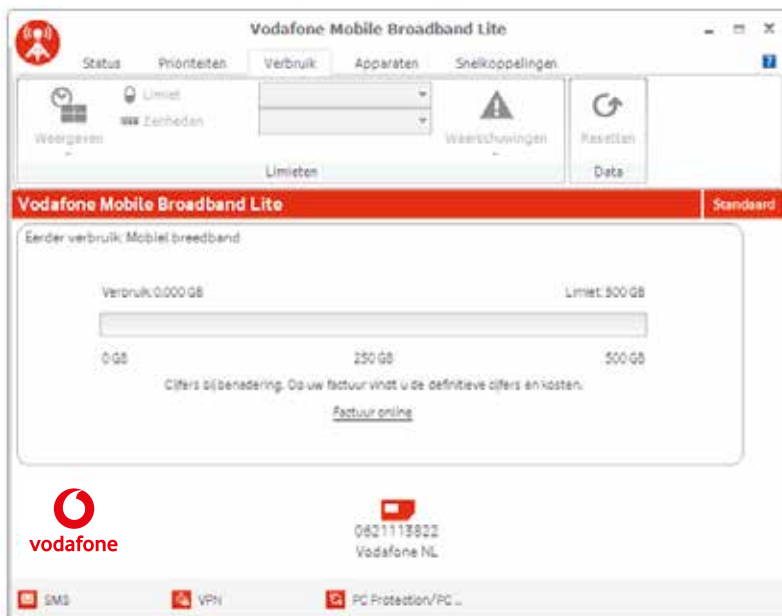 Vodafone Mobile Broadband Lite
Status Prioriteiten Verbruik Apparaten Snelkoppelingen
?
Limiet
Eenheden
Weergeven Waarschuwingen Resetten
Limieten Data
Vodafone Mobile Broadband Lite Standaard
Eerder verbruik: Mobiel breedband
Verbruik: 0.000 GB Limiet: 500 GB
0 GB 250 GB 500 GB
Cijfers bij benadering. Op uw factuur vindt u de definitieve cijfers en kosten.
Factuur online
vodafone
0621113822
Vodafone NL
SMS VPN PC Protection/PC ...